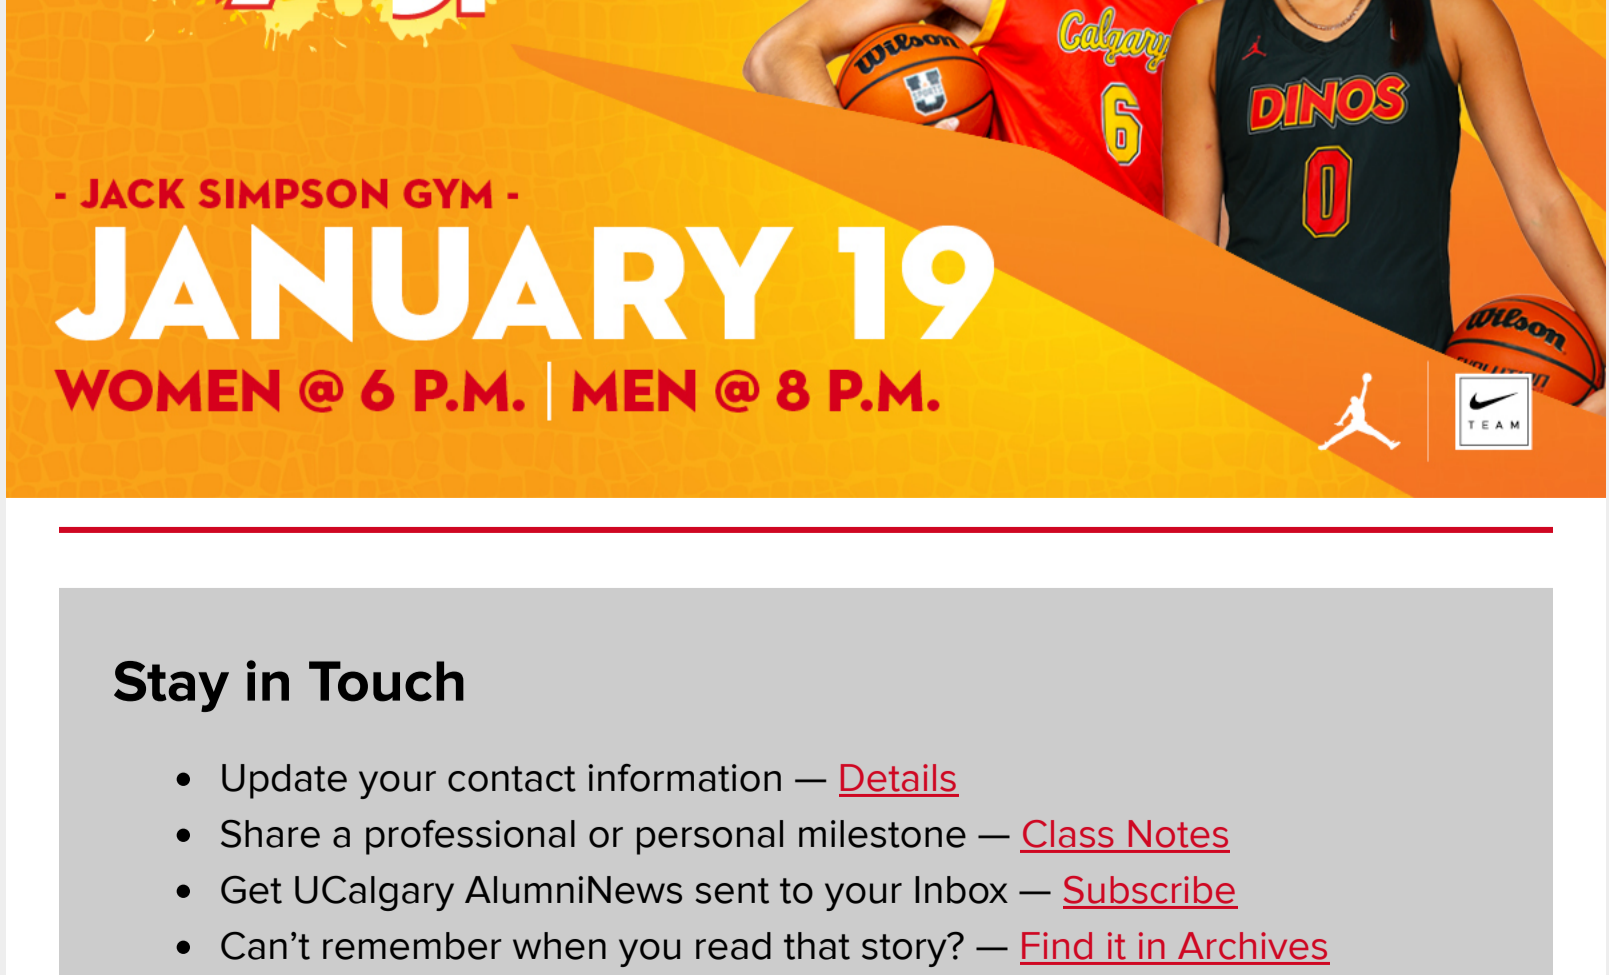 Wilson
U
SPORTS
Calgary
6
DINOS
0
- JACK SIMPSON GYM -
JANUARY 19
WOMEN @ 6 P.M. | MEN @ 8 P.M.
Wilson
EVOLUTION
TEAM
Stay in Touch
• Update your contact information — Details
• Share a professional or personal milestone — Class Notes
• Get UCalgary AlumniNews sent to your Inbox — Subscribe
• Can’t remember when you read that story? — Find it in Archives